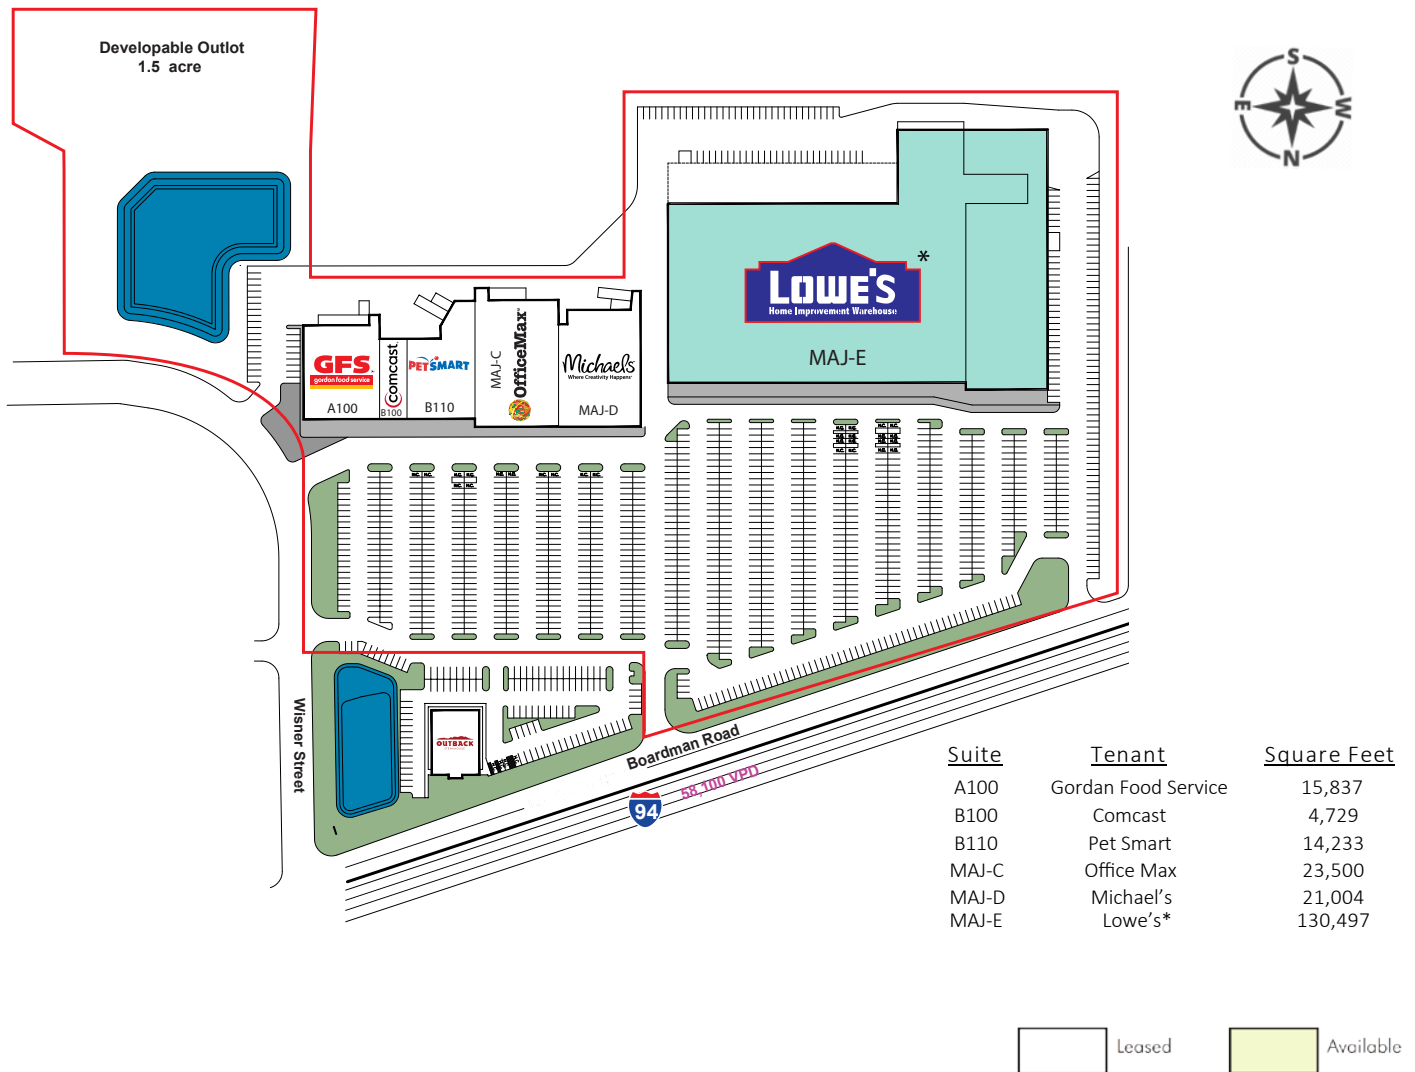 Developable Outlot
1.5 acre
S
E
W
N
LOWE'S
Home Improvement Warehouse
*
MAJ-E
GFS
gordon food service
A100
comcast
B100
PETSMART
B110
MAJ-C
OfficeMax
Michaels
Where Creativity Happens
MAJ-D
H.C. H.C.
H.C. H.C.
H.C. H.C.
H.C. H.C.
OUTBACK
Wisner Street
Boardman Road
94
58,100 VPD
Suite Tenant Square Feet
A100 Gordan Food Service 15,837
B100 Comcast 4,729
B110 Pet Smart 14,233
MAJ-C Office Max 23,500
MAJ-D Michael's 21,004
MAJ-E Lowe's* 130,497
Leased Available